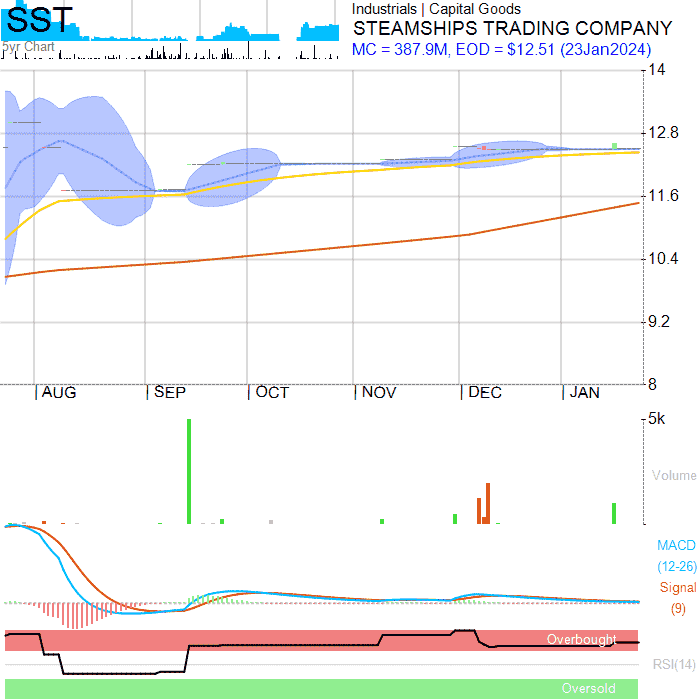 SST
5yr Chart
Industrials | Capital Goods
STEAMSHIPS TRADING COMPANY
MC = 387.9M, EOD = $12.51 (23Jan2024)
14
12.8
11.6
10.4
9.2
8
|AUG |SEP |OCT |NOV |DEC |JAN
5k
Volume
MACD
(12-26)
Signal
(9)
Overbought
RSI(14)
Oversold